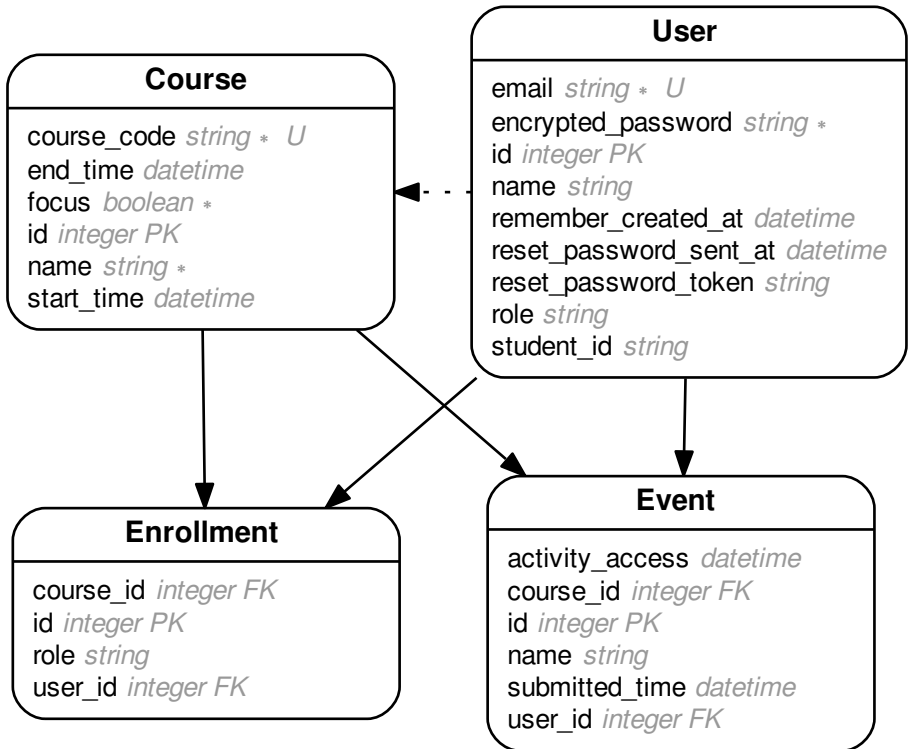 Course
course_code string * U
end_time datetime
focus boolean *
id integer PK
name string *
start_time datetime
User
email string * U
encrypted_password string *
id integer PK
name string
remember_created_at datetime
reset_password_sent_at datetime
reset_password_token string
role string
student_id string
Enrollment
course_id integer FK
id integer PK
role string
user_id integer FK
Event
activity_access datetime
course_id integer FK
id integer PK
name string
submitted_time datetime
user_id integer FK